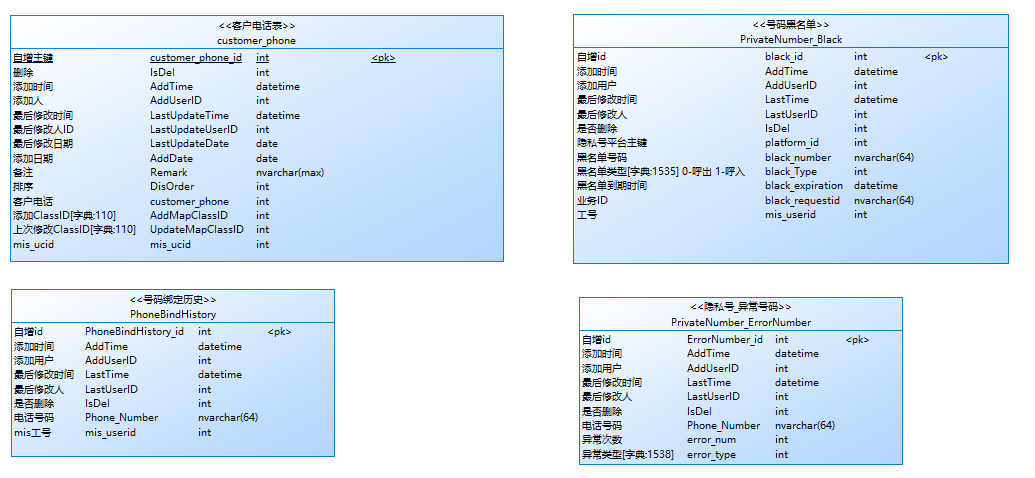 <<客户电话表>>
customer_phone
自增主键 customer_phone_id int <pk>
删除 IsDel int
添加时间 AddTime datetime
添加人 AddUserID int
最后修改时间 LastUpdateTime datetime
最后修改人ID LastUpdateUserID int
最后修改日期 LastUpdateDate date
添加日期 AddDate date
备注 Remark nvarchar(max)
排序 DisOrder int
客户电话 customer_phone int
添加ClassID[字典:110] AddMapClassID int
上次修改ClassID[字典:110] UpdateMapClassID int
mis_ucid mis_ucid int
<<号码黑名单>>
PrivateNumber_Black
自增id black_id int <pk>
添加时间 AddTime datetime
添加用户 AddUserID int
最后修改时间 LastTime datetime
最后修改人 LastUserID int
是否删除 IsDel int
隐私号平台主键 platform_id int
黑名单号码 black_number nvarchar(64)
黑名单类型[字典:1535] 0-呼出 1-呼入 black_Type int
黑名单到期时间 black_expiration datetime
业务ID black_requestid nvarchar(64)
工号 mis_userid int
<<号码绑定历史>>
PhoneBindHistory
自增id PhoneBindHistory_id int <pk>
添加时间 AddTime datetime
添加用户 AddUserID int
最后修改时间 LastTime datetime
最后修改人 LastUserID int
是否删除 IsDel int
电话号码 Phone_Number nvarchar(64)
mis工号 mis_userid int
<<隐私号_异常号码>>
PrivateNumber_ErrorNumber
自增id ErrorNumber_id int <pk>
添加时间 AddTime datetime
添加用户 AddUserID int
最后修改时间 LastTime datetime
最后修改人 LastUserID int
是否删除 IsDel int
电话号码 Phone_Number nvarchar(64)
异常次数 error_num int
异常类型[字典:1538] error_type int